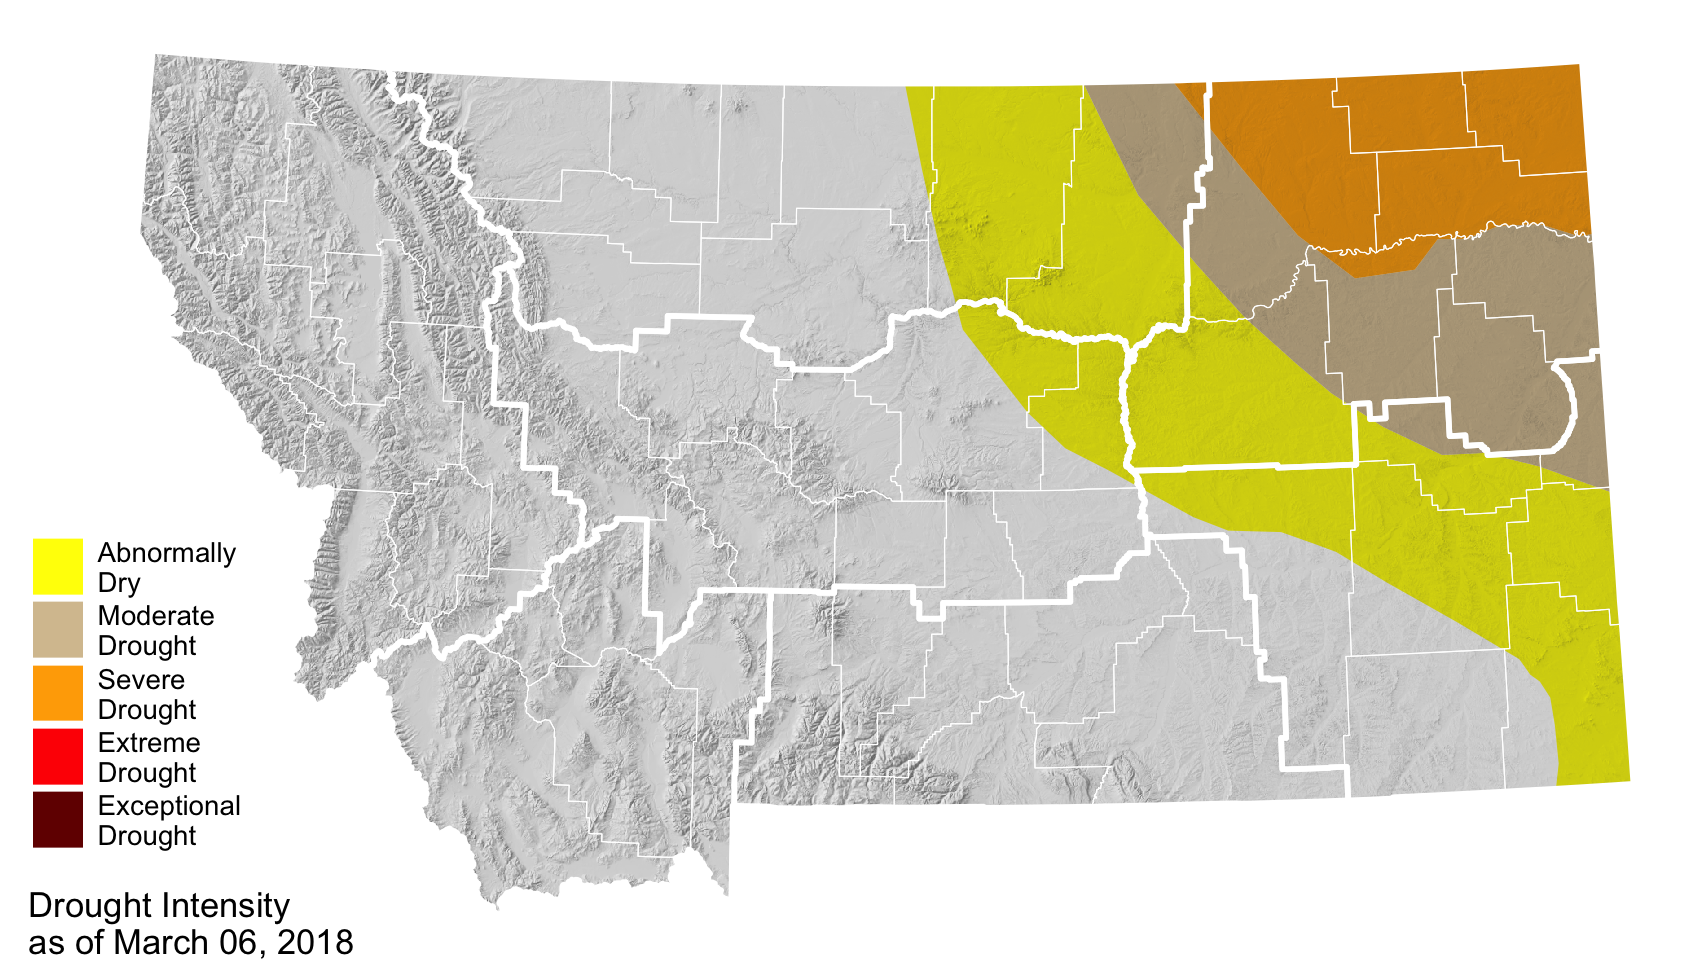 Abnormally
Dry
Moderate
Drought
Severe
Drought
Extreme
Drought
Exceptional
Drought
Drought Intensity
as of March 06, 2018